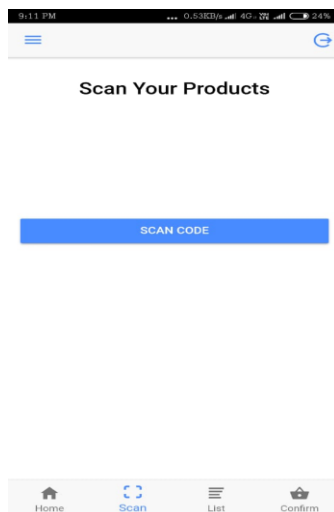 9:11 PM ... 0.53KB/s 4G 24%
Scan Your Products
SCAN CODE
Home Scan List Confirm